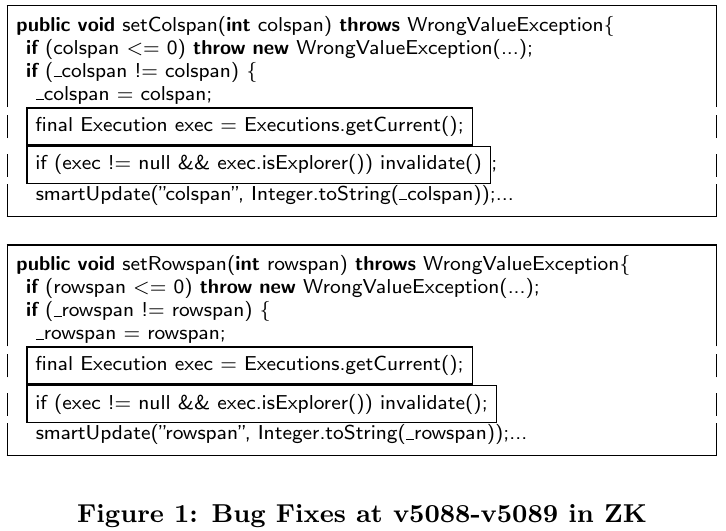 public void setColspan(int colspan) throws WrongValueException{
if (colspan <= 0) throw new WrongValueException(...);
if (_colspan != colspan) {
_colspan = colspan;
final Execution exec = Executions.getCurrent();
if (exec != null && exec.isExplorer()) invalidate() ;
smartUpdate("colspan", Integer.toString(_colspan));...
public void setRowspan(int rowspan) throws WrongValueException{
if (rowspan <= 0) throw new WrongValueException(...);
if (_rowspan != rowspan) {
_rowspan = rowspan;
final Execution exec = Executions.getCurrent();
if (exec != null && exec.isExplorer()) invalidate();
smartUpdate("rowspan", Integer.toString(_rowspan));...
Figure 1: Bug Fixes at v5088-v5089 in ZK